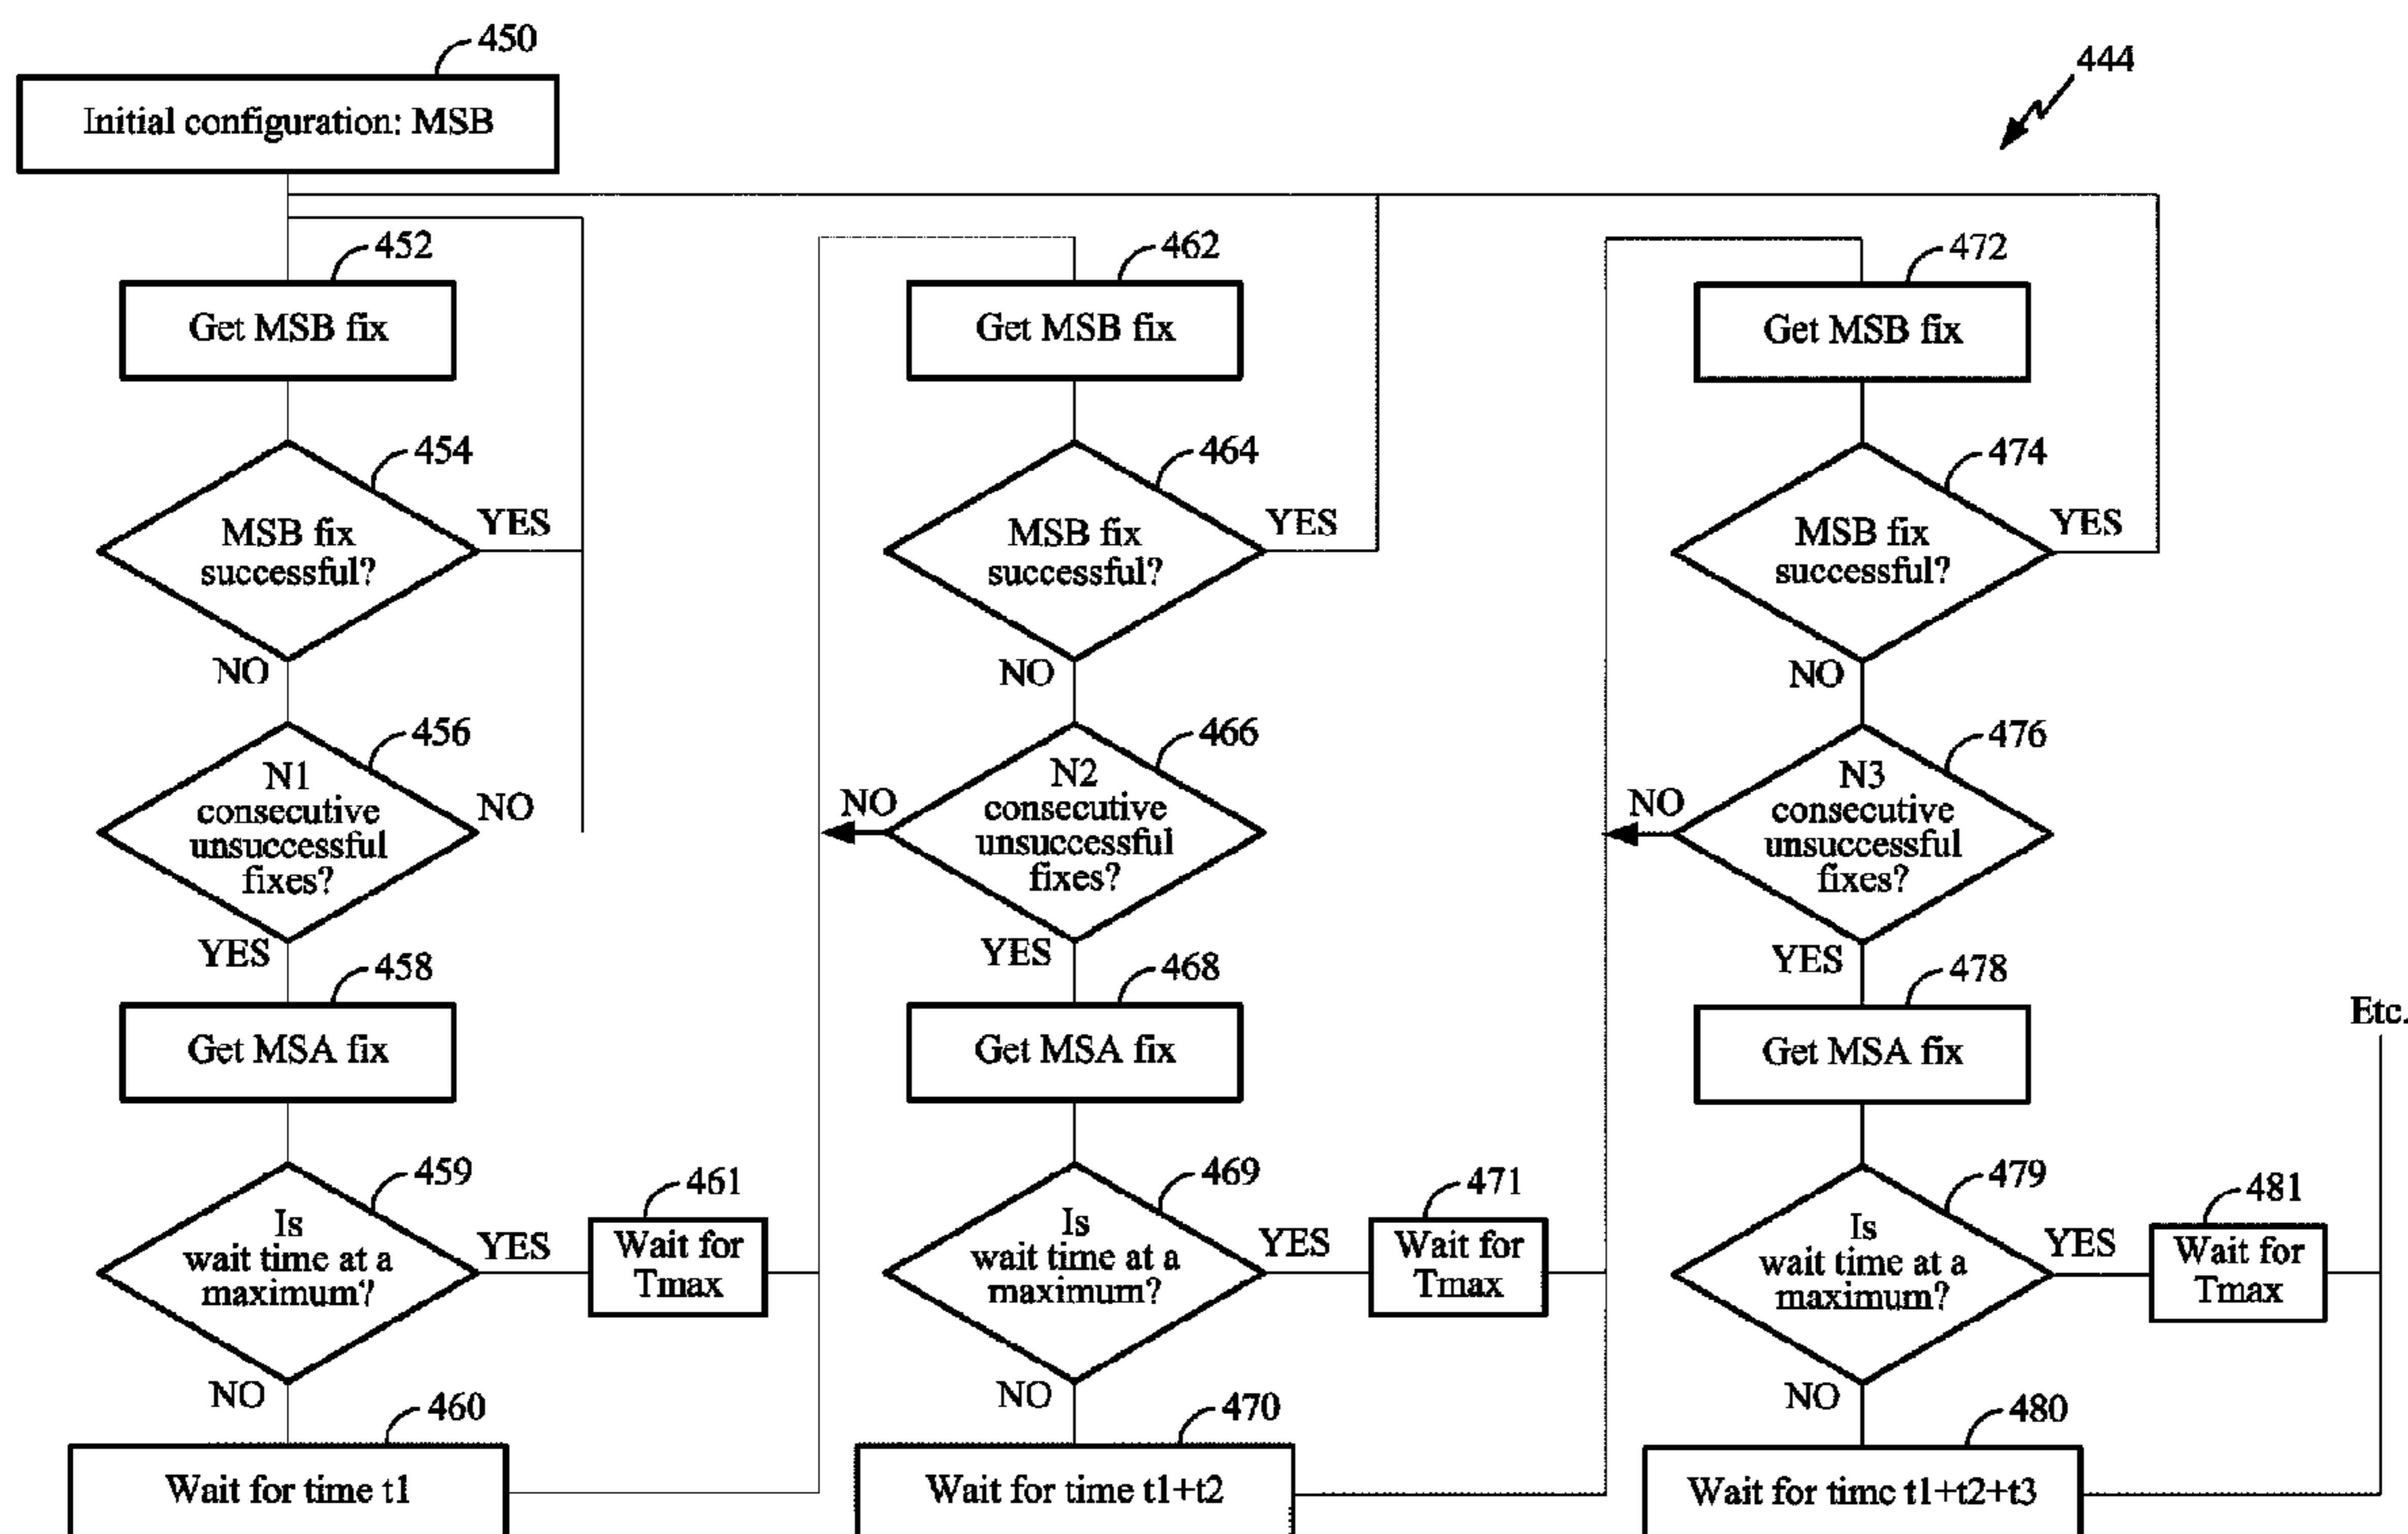 450
Initial configuration: MSB
444
452
Get MSB fix
454
MSB fix
successful?
YES
NO
456
N1
consecutive
unsuccessful
fixes?
NO
YES
458
Get MSA fix
459
Is
wait time at a
maximum?
YES
461
Wait for
Tmax
NO
460
Wait for time t1
462
Get MSB fix
464
MSB fix
successful?
YES
NO
466
N2
consecutive
unsuccessful
fixes?
NO
YES
468
Get MSA fix
469
Is
wait time at a
maximum?
YES
471
Wait for
Tmax
NO
470
Wait for time t1+t2
472
Get MSB fix
474
MSB fix
successful?
YES
NO
476
N3
consecutive
unsuccessful
fixes?
NO
YES
478
Get MSA fix
479
Is
wait time at a
maximum?
YES
481
Wait for
Tmax
NO
480
Wait for time t1+t2+t3
Etc.